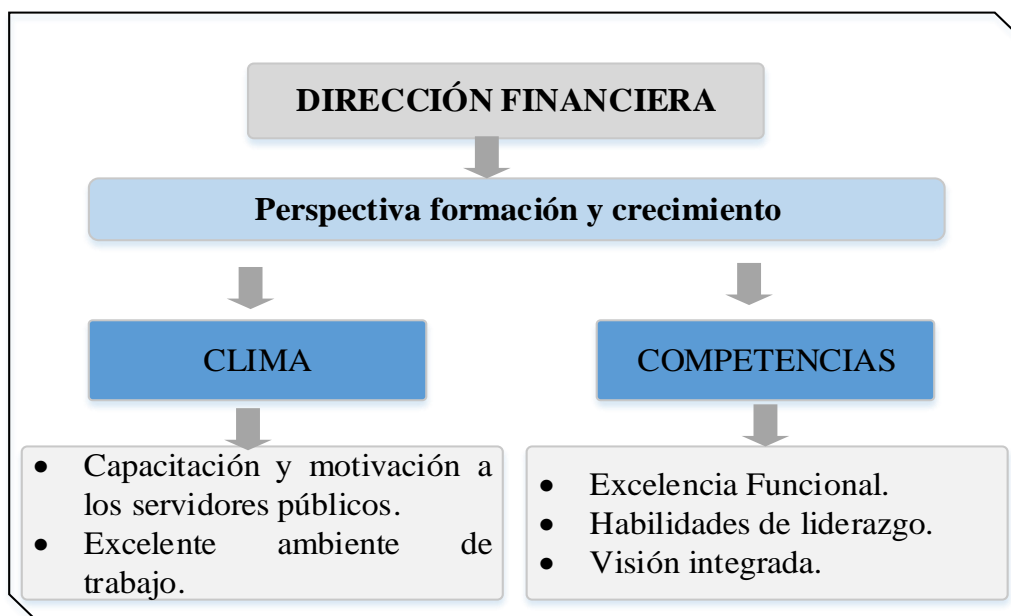 DIRECCIÓN FINANCIERA
Perspectiva formación y crecimiento
CLIMA
COMPETENCIAS
• Capacitación y motivación a
los servidores públicos.
• Excelente ambiente de
trabajo.
• Excelencia Funcional.
• Habilidades de liderazgo.
• Visión integrada.